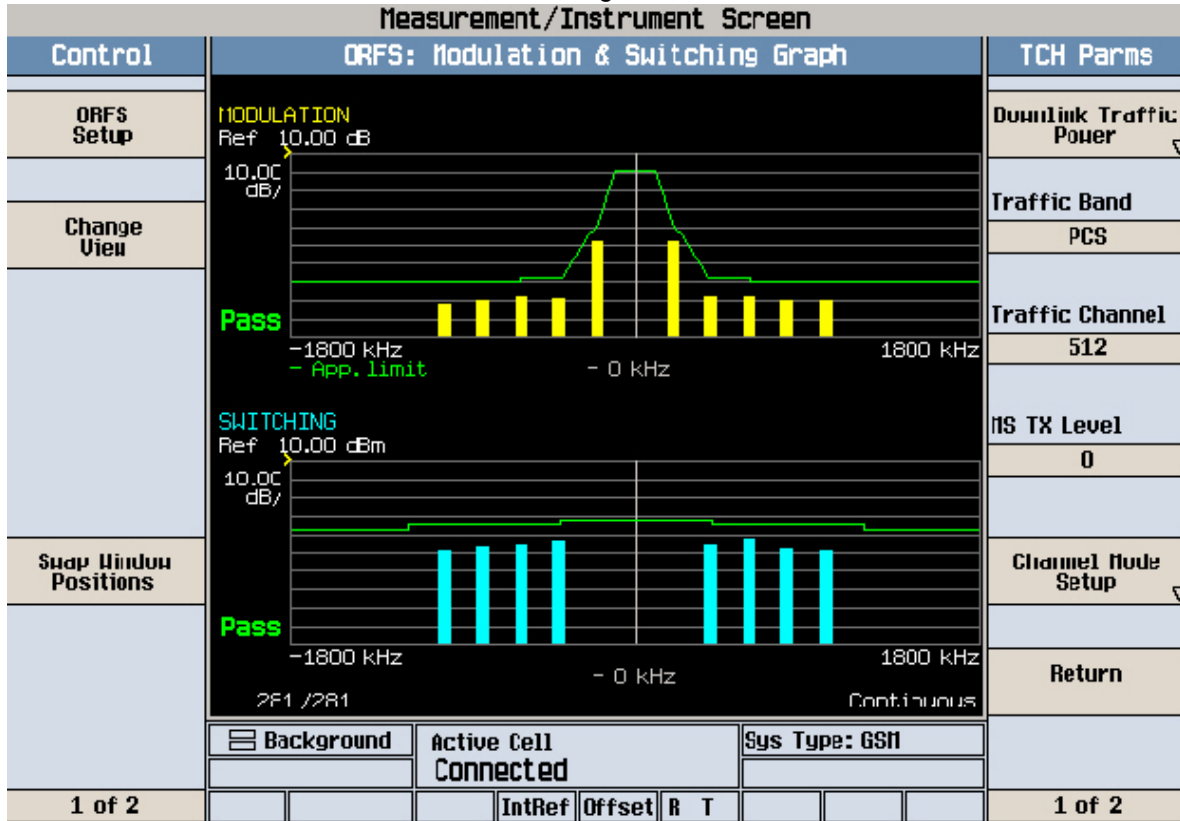 Measurement/Instrument Screen
Control
ORFS: Modulation & Switching Graph
TCH Parms
ORFS
Setup
Change
View
Swap Window
Positions
1 of 2
MODULATION
Ref 10.00 dB
10.00
dB/
Pass
-1800 kHz
1800 kHz
- App.limit
- 0 kHz
SWITCHING
Ref 10.00 dBm
10.00
dB/
Pass
-1800 kHz
1800 kHz
- 0 kHz
281 /281
Continuous
Background
Active Cell
Connected
Sys Type: GSM
IntRef
Offset
R T
Downlink Traffic
Power
Traffic Band
PCS
Traffic Channel
512
MS TX Level
0
Channel Mode
Setup
Return
1 of 2